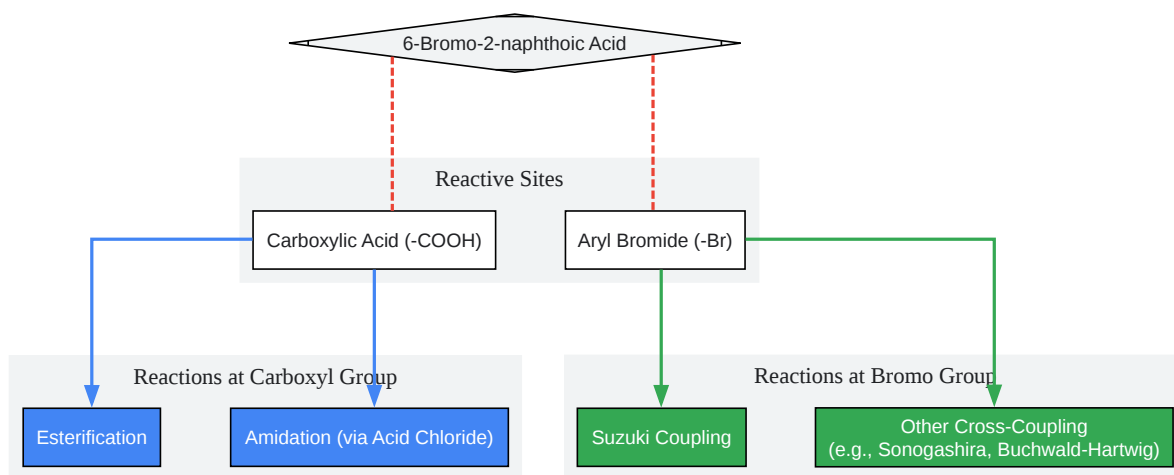 6-Bromo-2-naphthoic Acid
Reactive Sites
Carboxylic Acid (-COOH)
Aryl Bromide (-Br)
Reactions at Carboxyl Group
Reactions at Bromo Group
Esterification
Amidation (via Acid Chloride)
Suzuki Coupling
Other Cross-Coupling
(e.g., Sonogashira, Buchwald-Hartwig)